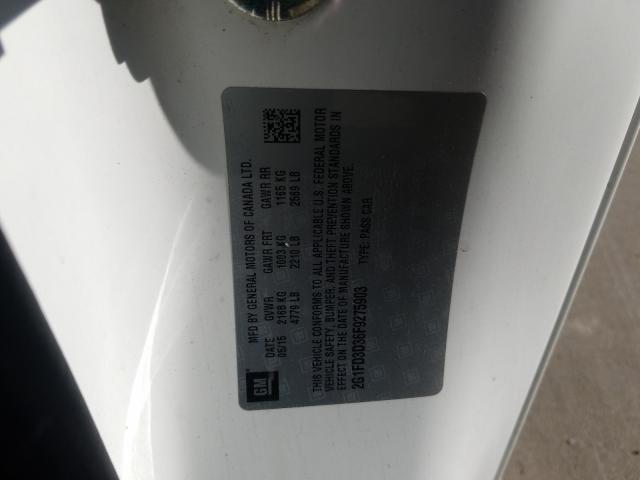 GM
MFD BY GENERAL MOTORS OF CANADA LTD.
DATE GVWR GAWR FRT GAWR RR
05/15 2168 KG 1003 KG 1165 KG
4779 LB 2210 LB 2569 LB
THIS VEHICLE CONFORMS TO ALL APPLICABLE U.S. FEDERAL MOTOR
VEHICLE SAFETY, BUMPER, AND THEFT PREVENTION STANDARDS IN
EFFECT ON THE DATE OF MANUFACTURE SHOWN ABOVE.
2G1FD3D36F9275903 TYPE: PASS CAR